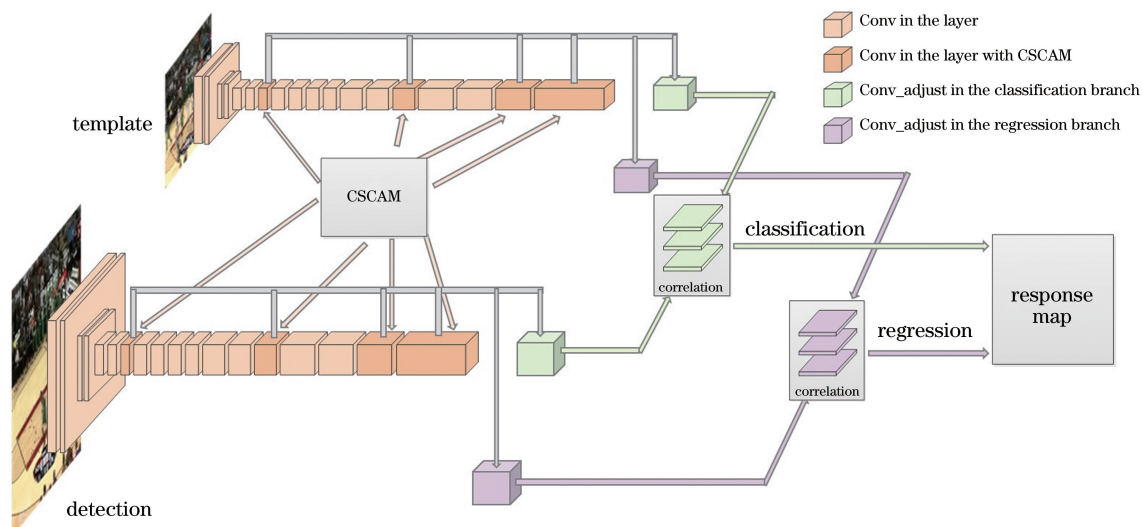 Conv in the layer
Conv in the layer with CSCAM
Conv_adjust in the classification branch
Conv_adjust in the regression branch
template
CSCAM
classification
correlation
response
map
regression
correlation
detection